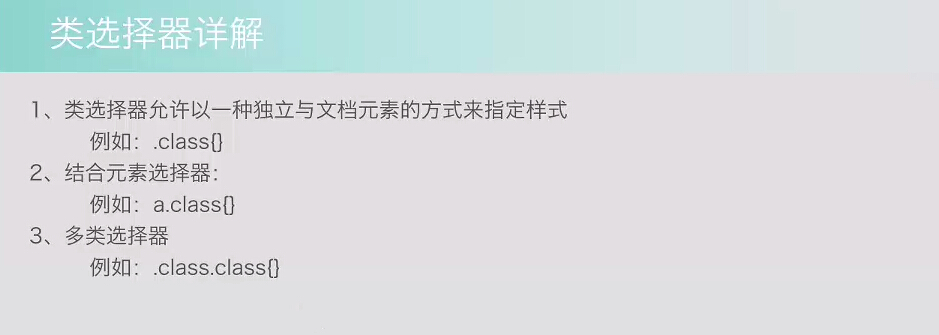 类选择器详解
1、类选择器允许以一种独立与文档元素的方式来指定样式
例如：.class{}
2、结合元素选择器：
例如：a.class{}
3、多类选择器
例如：.class.class{}